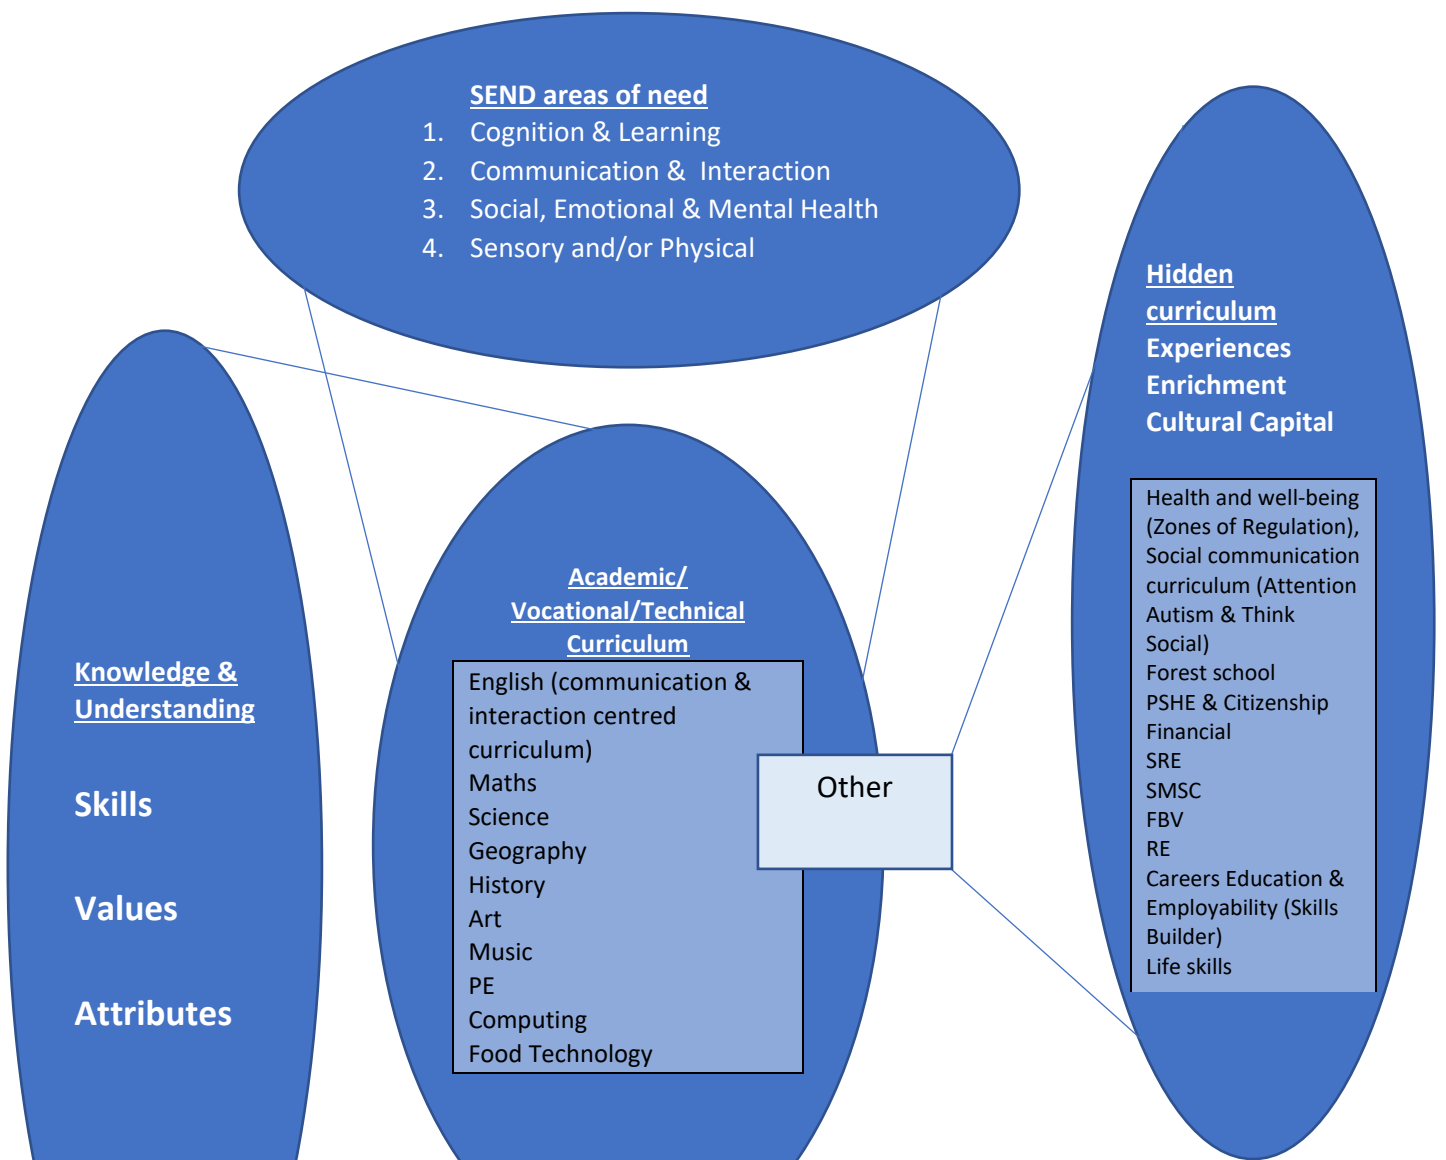 SEND areas of need
1. Cognition & Learning
2. Communication &  Interaction
3. Social, Emotional & Mental Health
4. Sensory and/or Physical
Knowledge &
Understanding
Skills
Values
Attributes
Academic/
Vocational/Technical
Curriculum
English (communication &
interaction centred
curriculum)
Maths
Science
Geography
History
Art
Music
PE
Computing
Food Technology
Other
Hidden
curriculum
Experiences
Enrichment
Cultural Capital
Health and well-being
(Zones of Regulation),
Social communication
curriculum (Attention
Autism & Think
Social)
Forest school
PSHE & Citizenship
Financial
SRE
SMSC
FBV
RE
Careers Education &
Employability (Skills
Builder)
Life skills